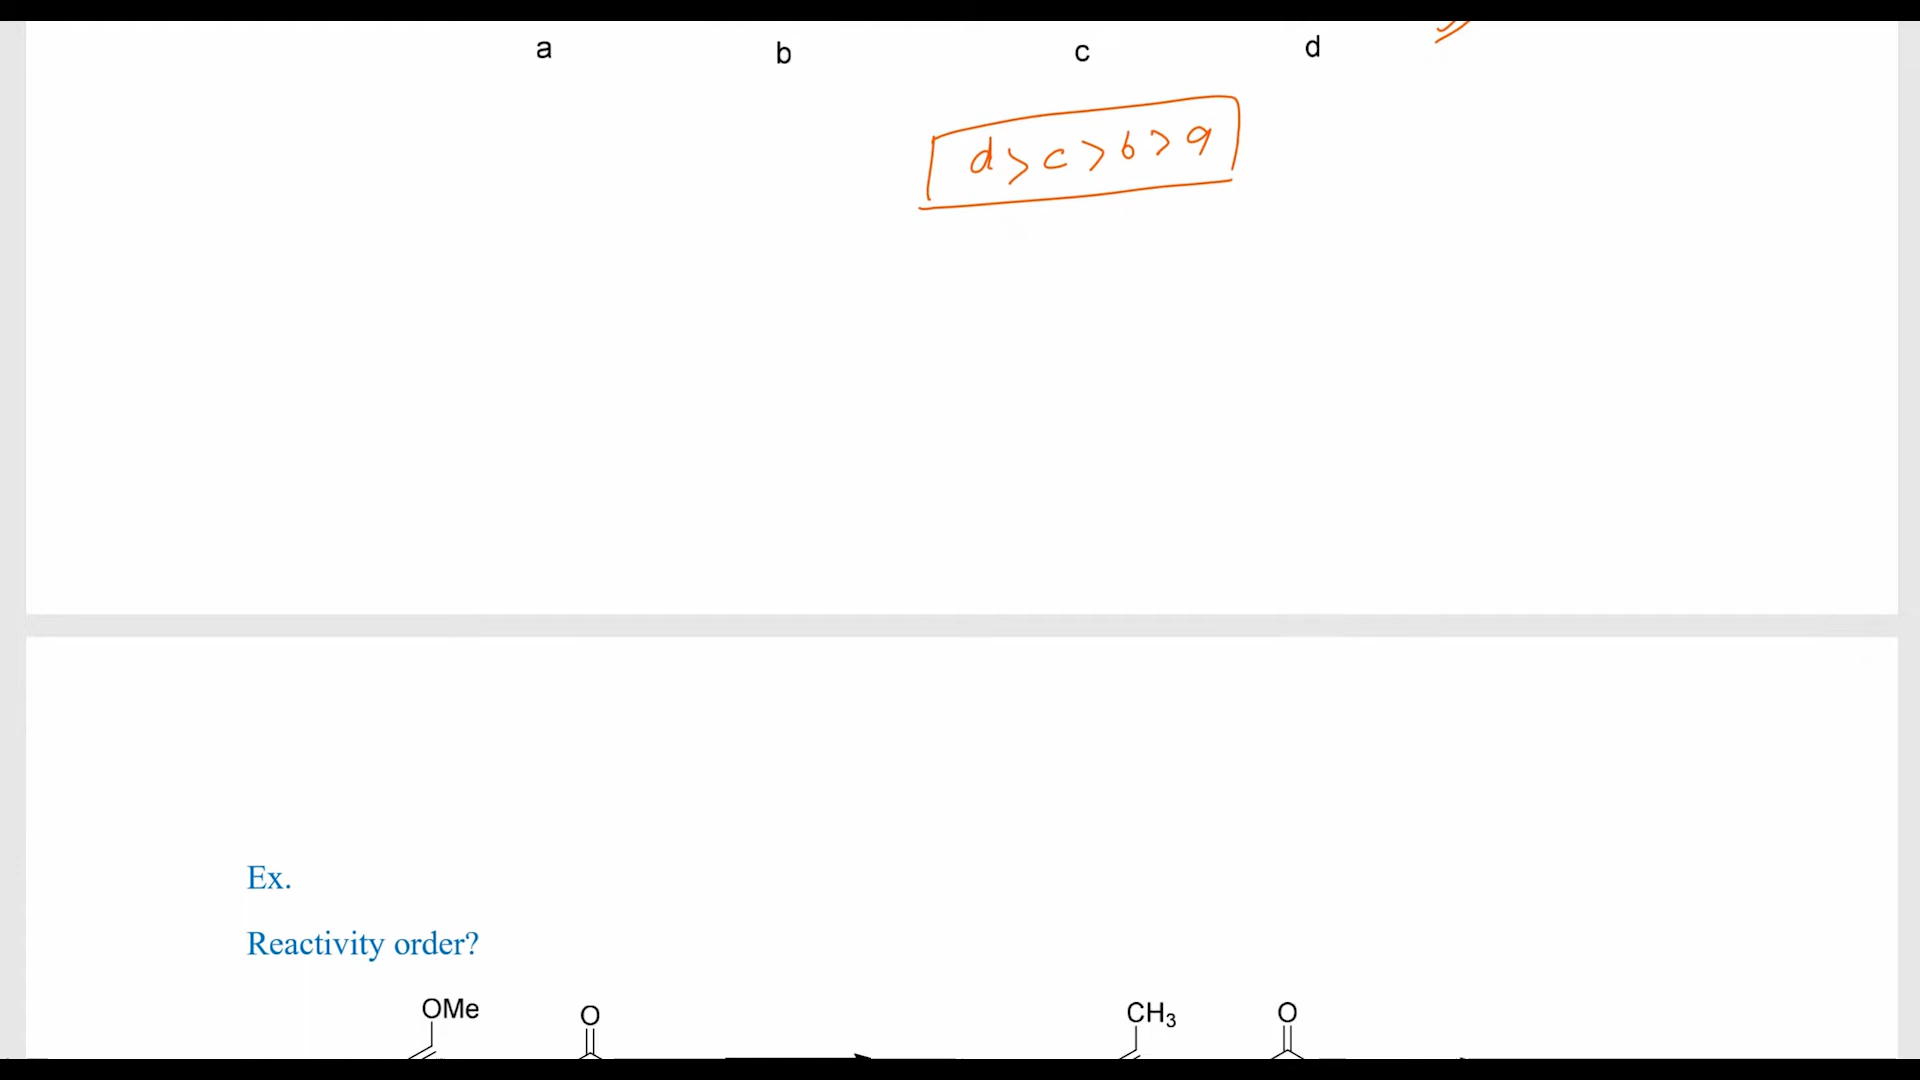 a b c d
d > c > b > a
Ex.
Reactivity order?
OMe O CH3 O